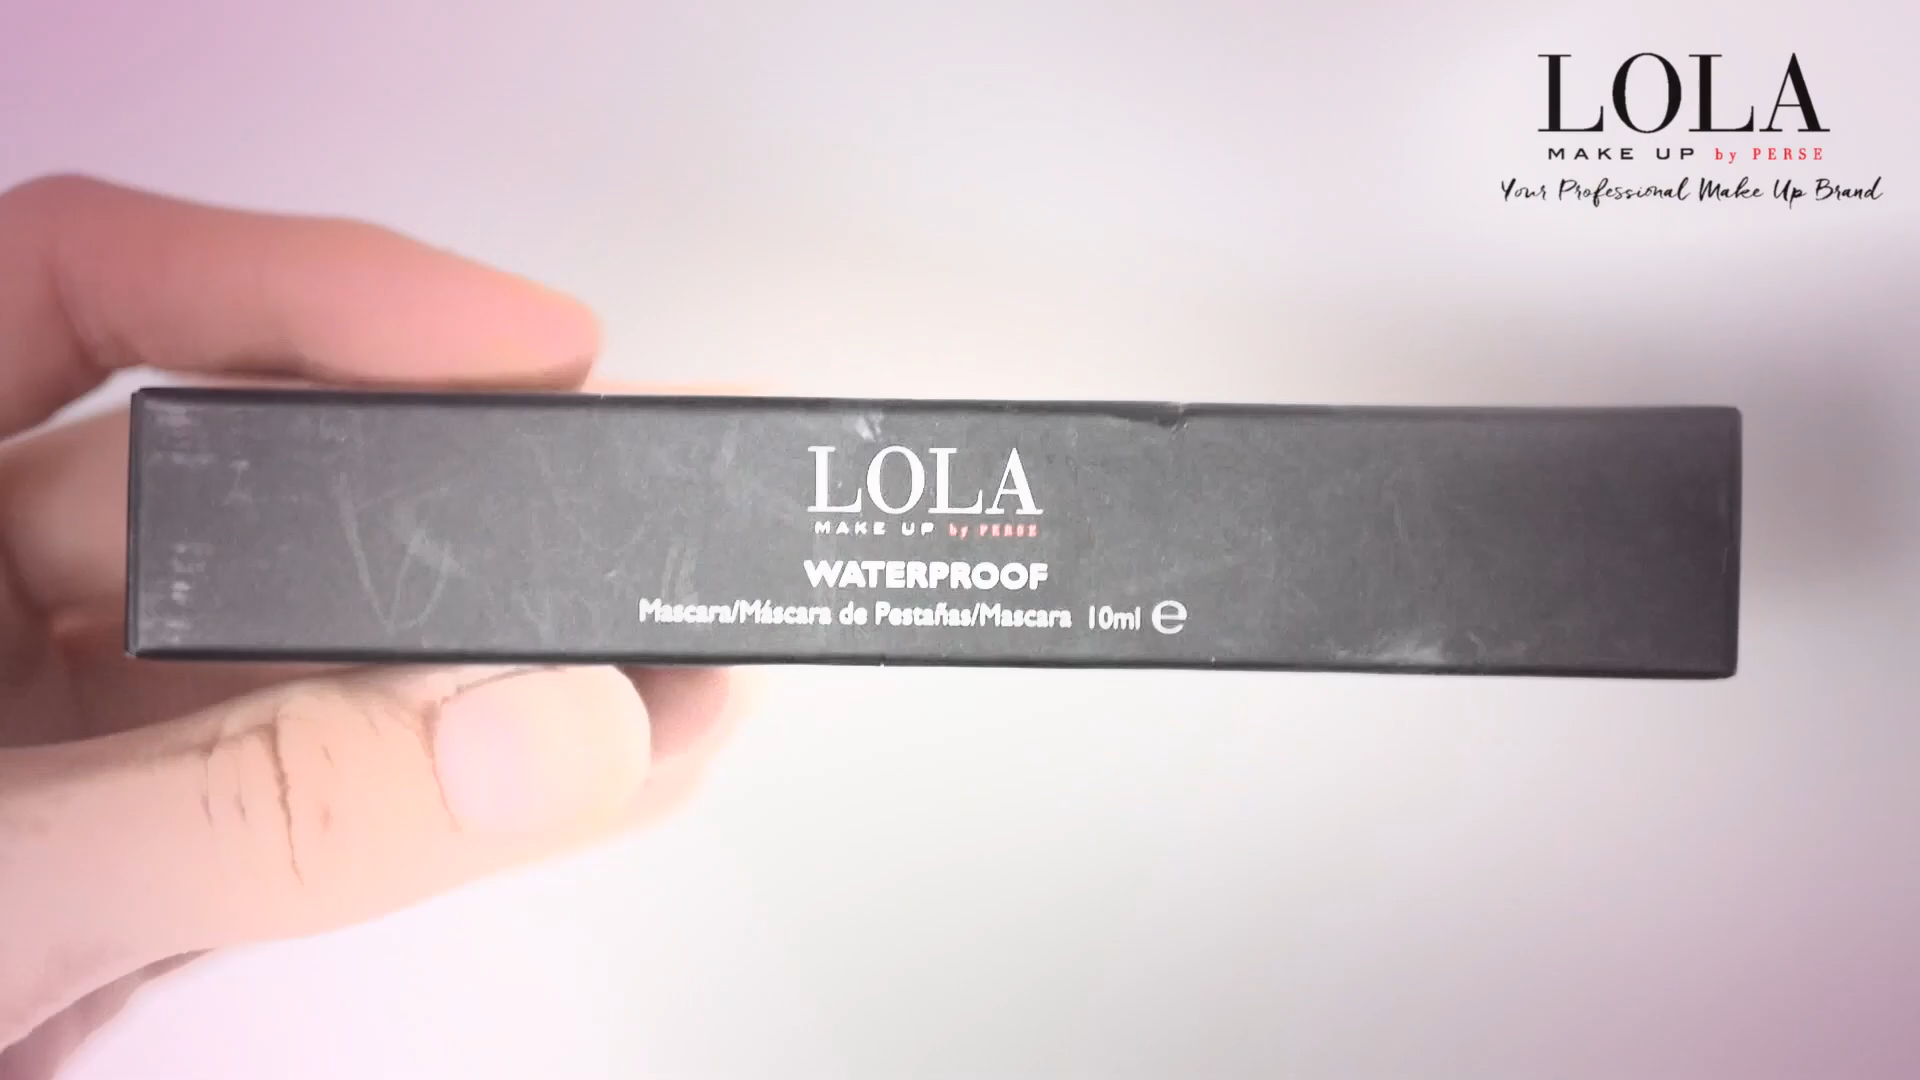 LOLA
MAKE UP by PERSE
Your Professional Make Up Brand
LOLA
MAKE UP by PERSE
WATERPROOF
Mascara/Máscara de Pestañas/Mascara 10ml ℮